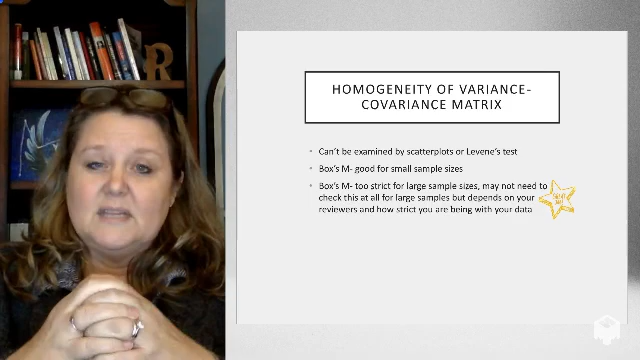 R
HOMOGENEITY OF VARIANCE-
COVARIANCE MATRIX
• Can't be examined by scatterplots or Levene's test
• Box's M- good for small sample sizes
• Box's M- too strict for large sample sizes, may not need to
check this at all for large samples but depends on your
reviewers and how strict you are being with your data